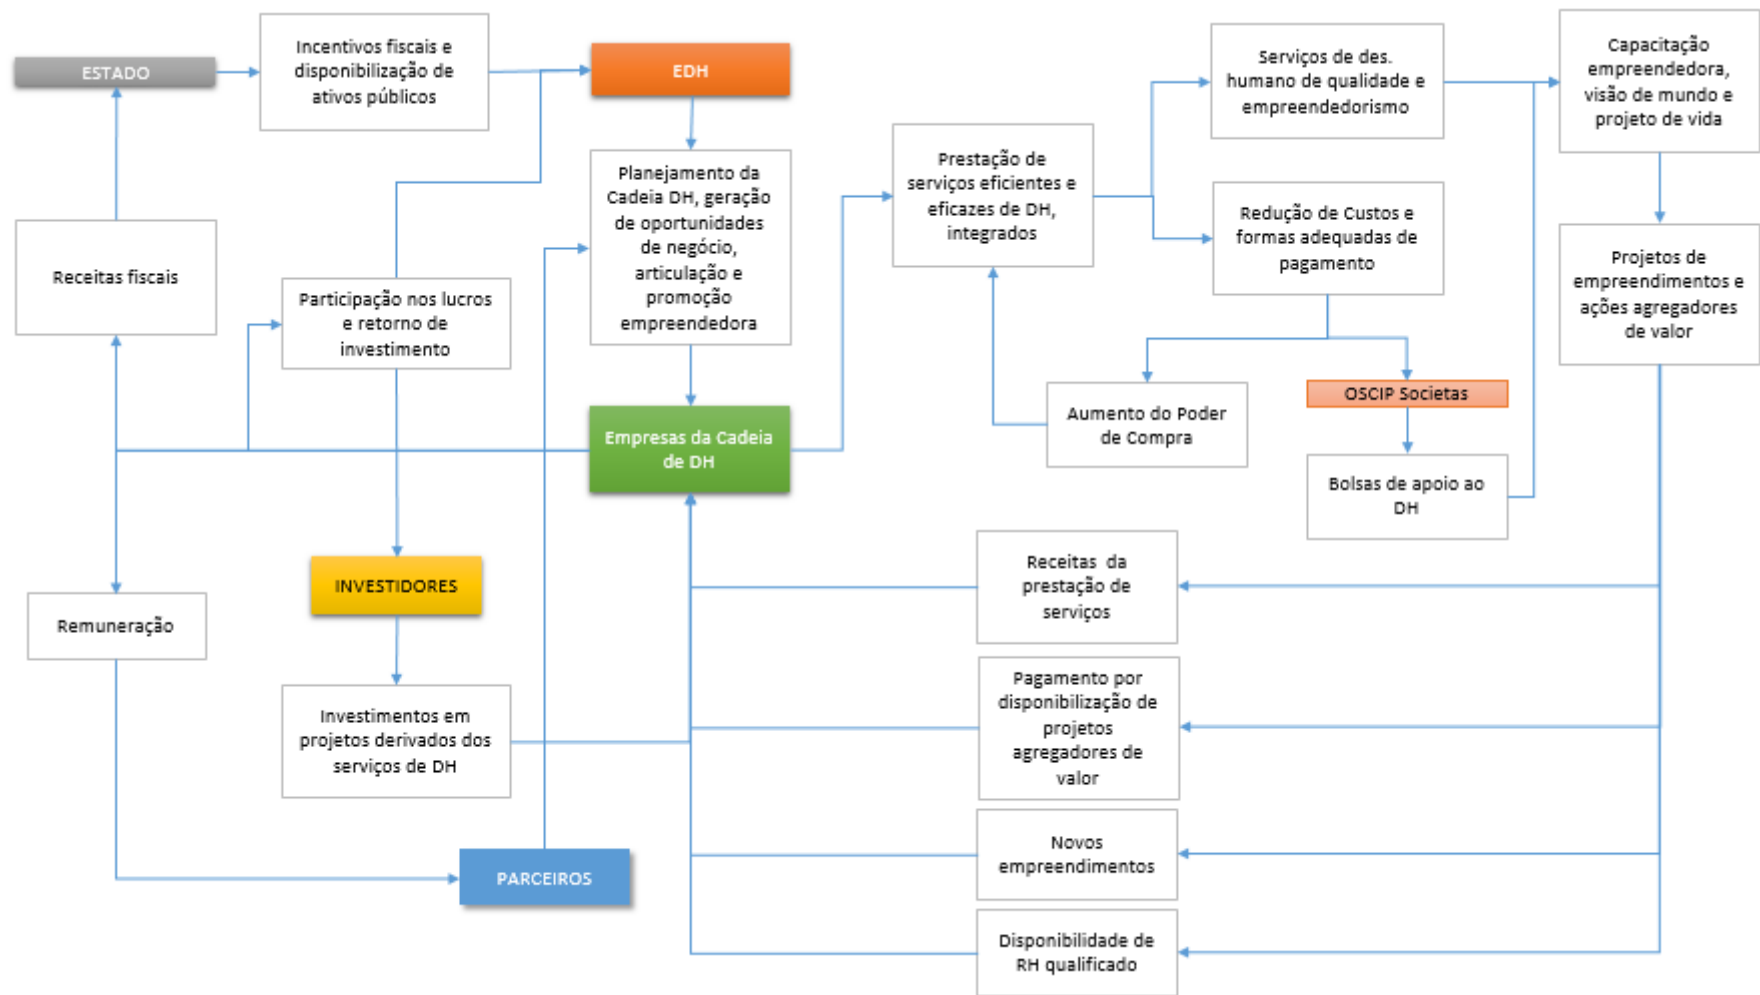 ESTADO
Incentivos fiscais e
disponibilização de
ativos públicos
EDH
Serviços de des.
humano de qualidade e
empreendedorismo
Capacitação
empreendedora,
visão de mundo e
projeto de vida
Planejamento da
Cadeia DH, geração
de oportunidades
de negócio,
articulação e
promoção
empreendedora
Prestação de
serviços eficientes e
eficazes de DH,
integrados
Redução de Custos e
formas adequadas de
pagamento
Receitas fiscais
Participação nos lucros
e retorno de
investimento
Projetos de
empreendimentos e
ações agregadores
de valor
OSCIP Societas
Aumento do Poder
de Compra
Empresas da Cadeia
de DH
Bolsas de apoio ao
DH
INVESTIDORES
Receitas da
prestação de
serviços
Remuneração
Investimentos em
projetos derivados dos
serviços de DH
Pagamento por
disponibilização de
projetos
agregadores de
valor
Novos
empreendimentos
PARCEIROS
Disponibilidade de
RH qualificado